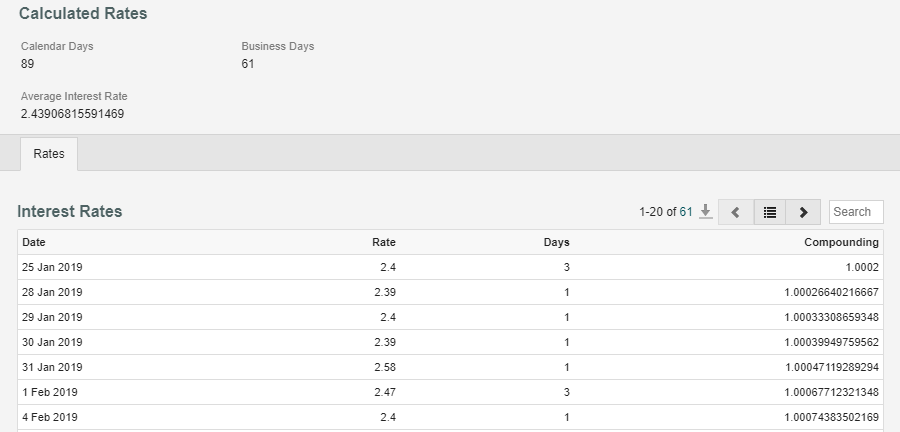 Calculated Rates
Calendar Days Business Days
89 61
Average Interest Rate
2.43906815591469
Rates
Interest Rates 1-20 of 61 Search
Date Rate Days Compounding
25 Jan 2019 2.4 3 1.0002
28 Jan 2019 2.39 1 1.00026640216667
29 Jan 2019 2.4 1 1.00033308659348
30 Jan 2019 2.39 1 1.00039949759562
31 Jan 2019 2.58 1 1.00047119289294
1 Feb 2019 2.47 3 1.00067712321348
4 Feb 2019 2.4 1 1.00074383502169